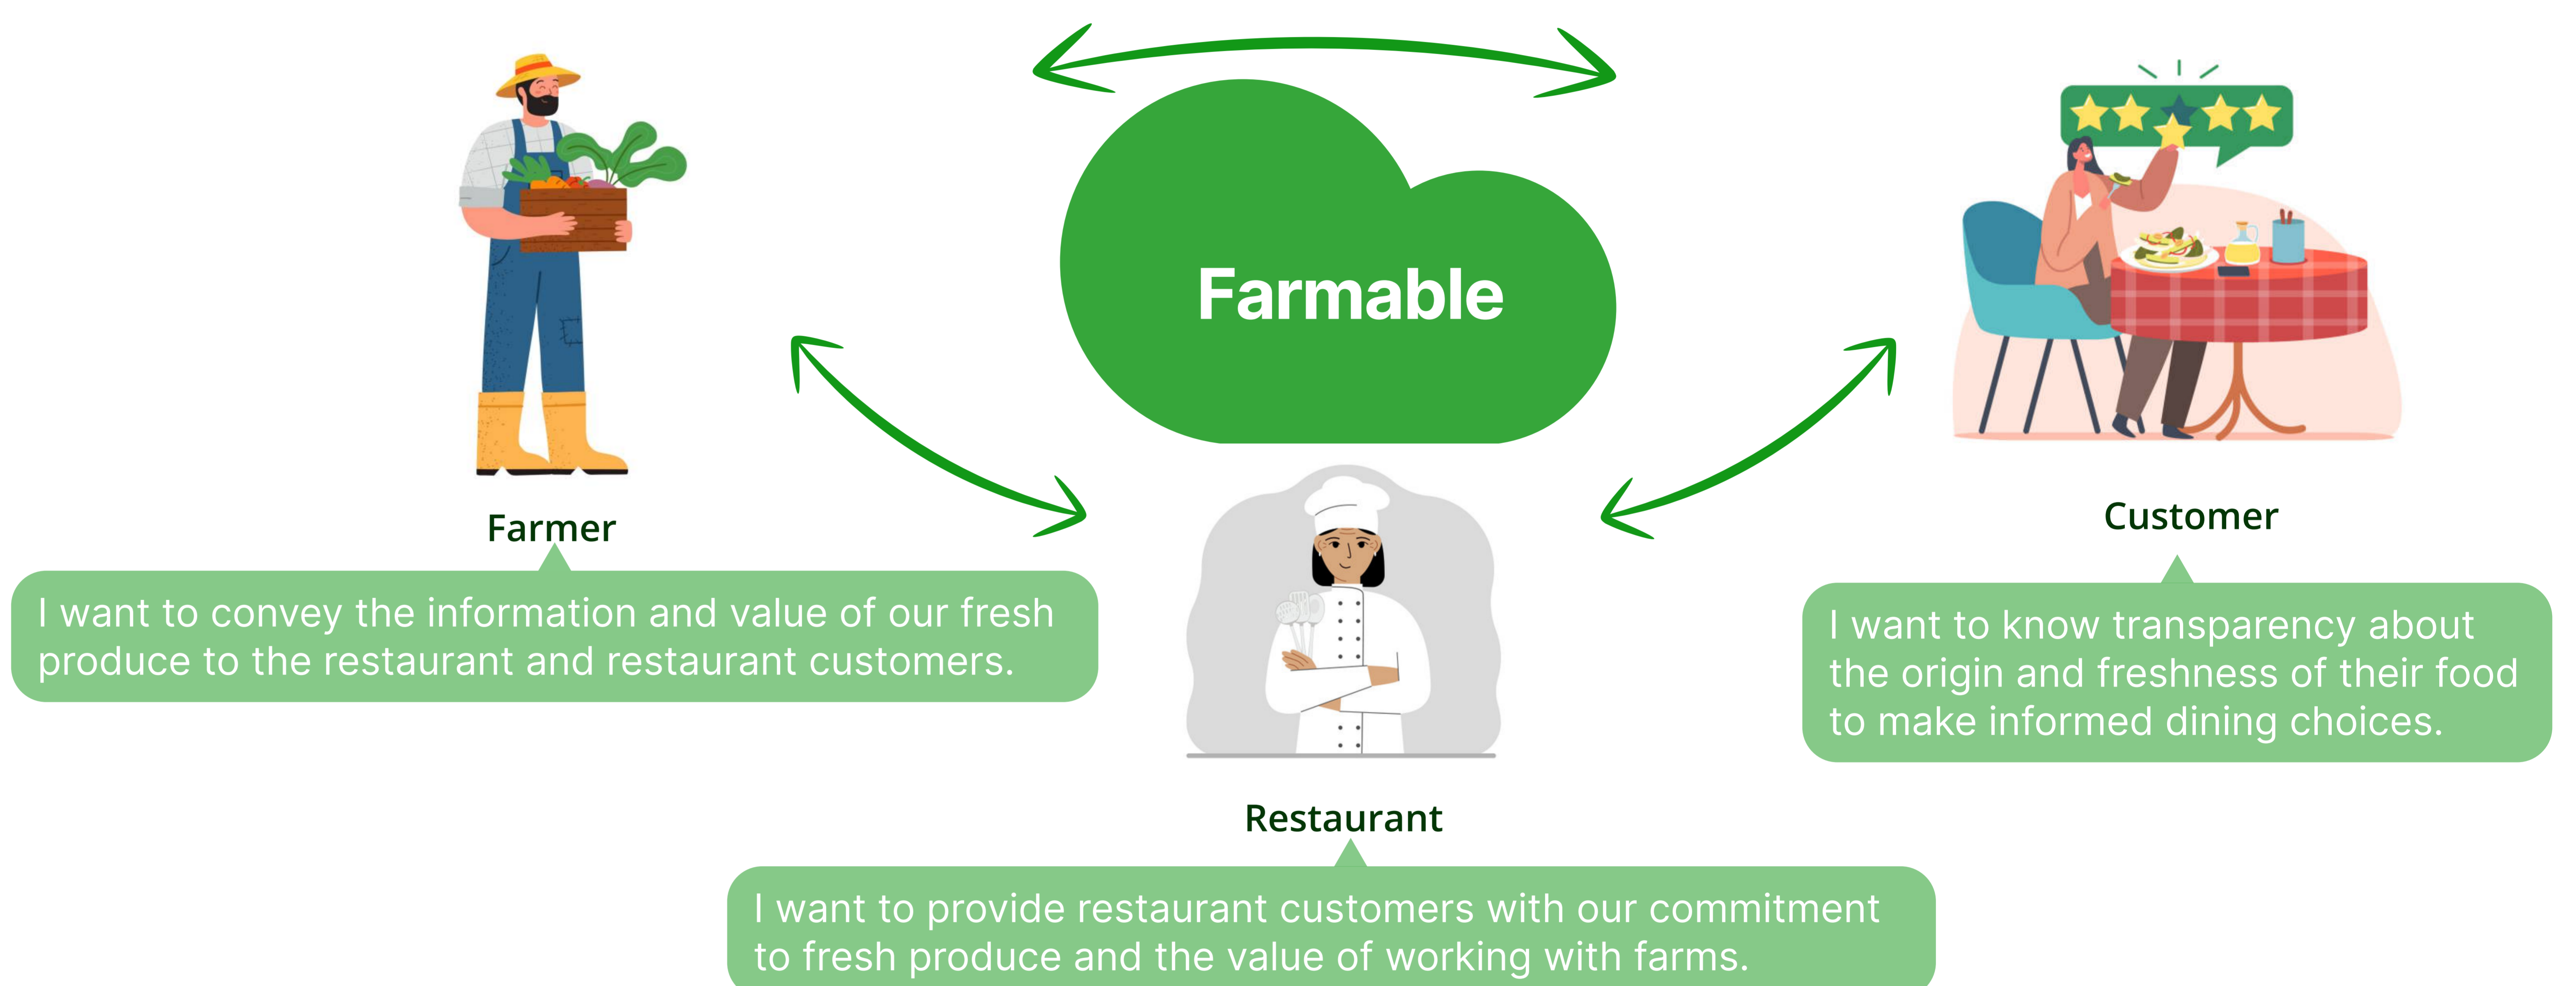 Farmable
Farmer
I want to convey the information and value of our fresh
produce to the restaurant and restaurant customers.
Customer
I want to know transparency about
the origin and freshness of their food
to make informed dining choices.
Restaurant
I want to provide restaurant customers with our commitment
to fresh produce and the value of working with farms.